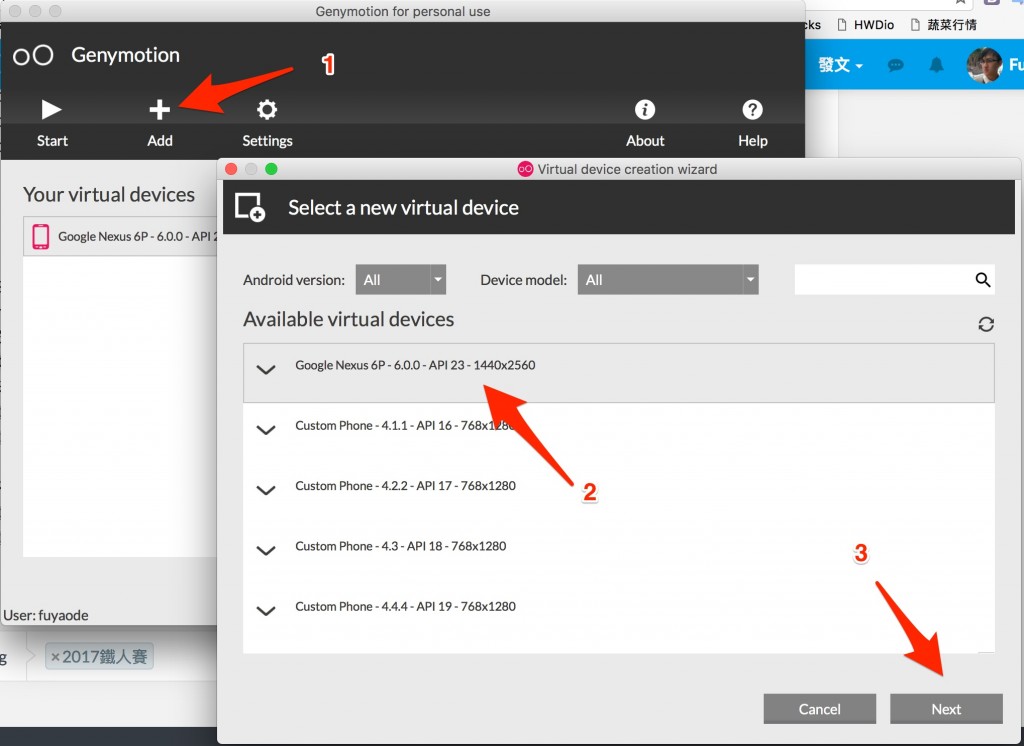 Genymotion for personal use
HWDio
蔬菜行情
發文
Genymotion
1
Start
Add
Settings
About
Help
Your virtual devices
Google Nexus 6P - 6.0.0 - API
Virtual device creation wizard
Select a new virtual device
Android version:
All
Device model:
All
Available virtual devices
Google Nexus 6P - 6.0.0 - API 23 - 1440x2560
Custom Phone - 4.1.1 - API 16 - 768x1280
Custom Phone - 4.2.2 - API 17 - 768x1280
2
Custom Phone - 4.3 - API 18 - 768x1280
3
Custom Phone - 4.4.4 - API 19 - 768x1280
User: fuyaode
×2017鐵人賽
Cancel
Next